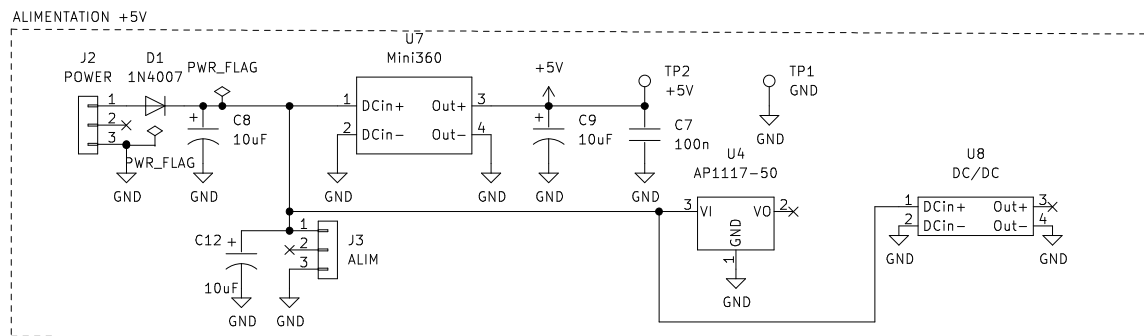 ALIMENTATION +5V
J2
POWER
1
2
3
D1
1N4007
PWR_FLAG
PWR_FLAG
GND
+
C8
10uF
GND
U7
Mini360
1 DCin+ Out+ 3
2 DCin- Out- 4
GND
GND
+5V
+
C9
10uF
GND
TP2
+5V
C7
100n
GND
TP1
GND
GND
U4
AP1117-50
3 VI VO 2
GND
1
GND
U8
DC/DC
1 DCin+ Out+ 3
2 DCin- Out- 4
GND
GND
C12 +
10uF
GND
1
2
3
J3
ALIM
GND